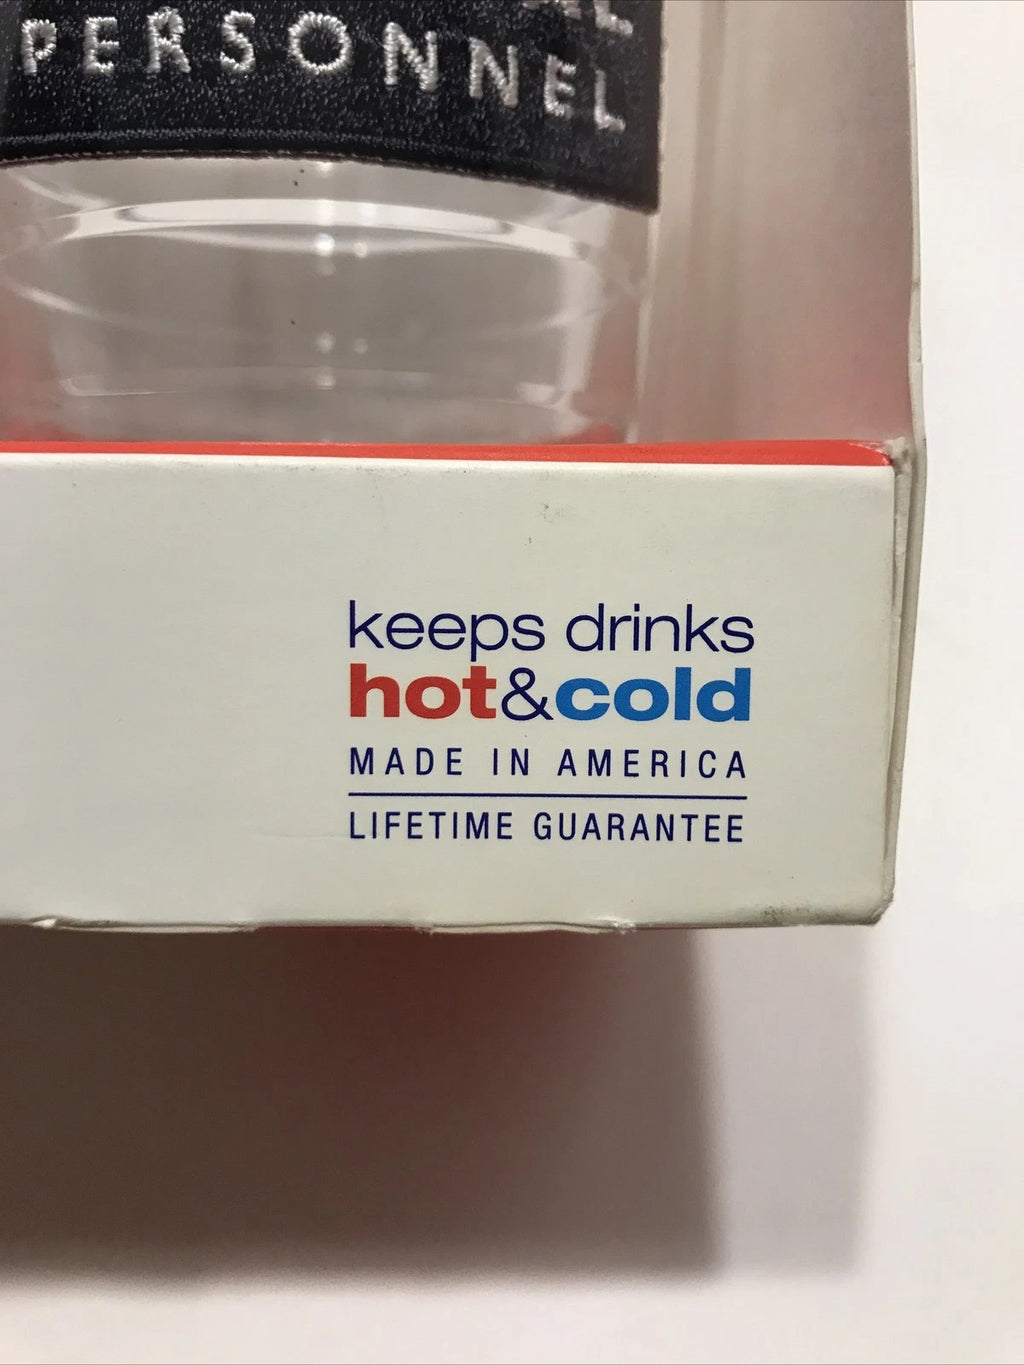 PERSONNEL
keeps drinks
hot&cold
MADE IN AMERICA
LIFETIME GUARANTEE